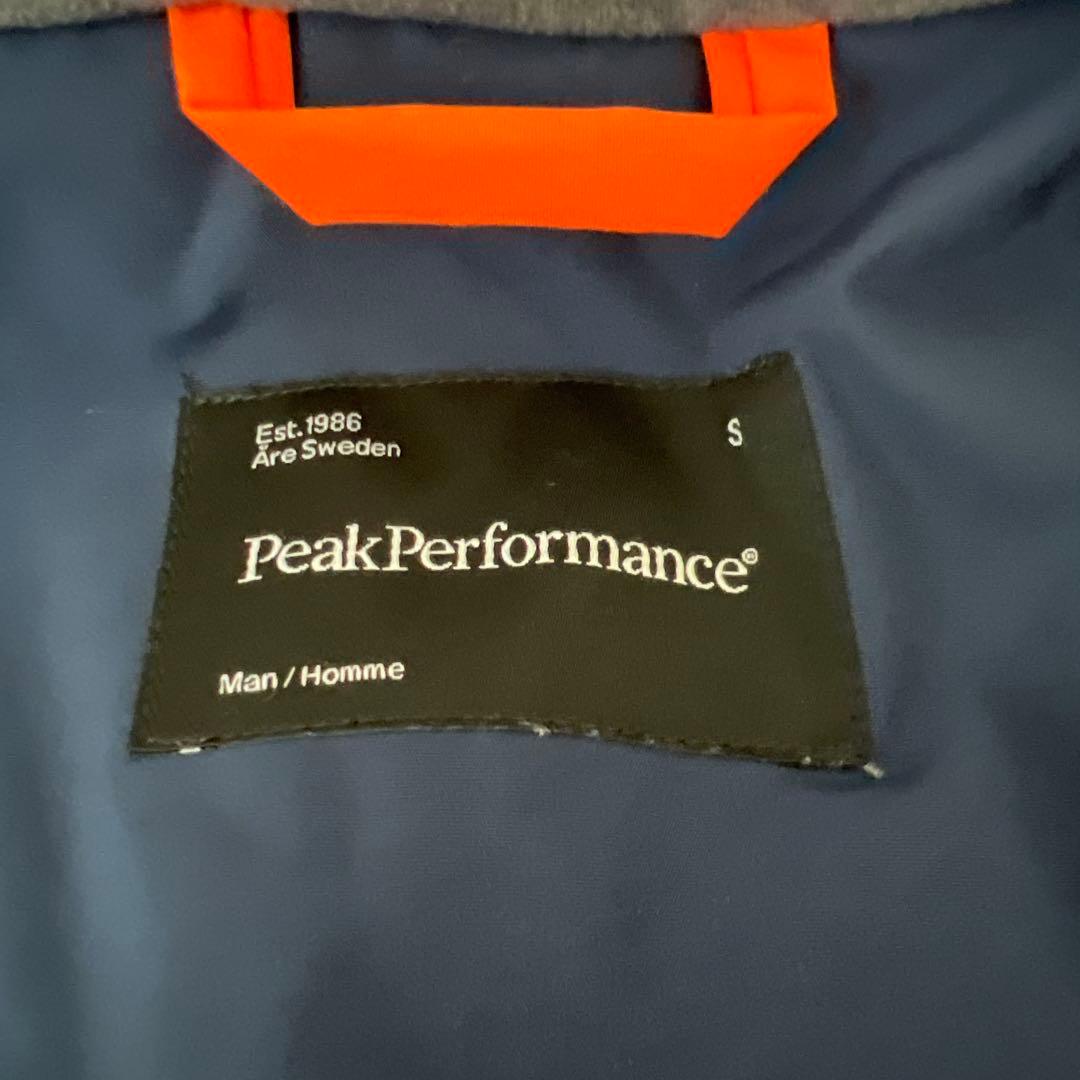 Est.1986
Åre Sweden
S
PeakPerformance®
Man / Homme